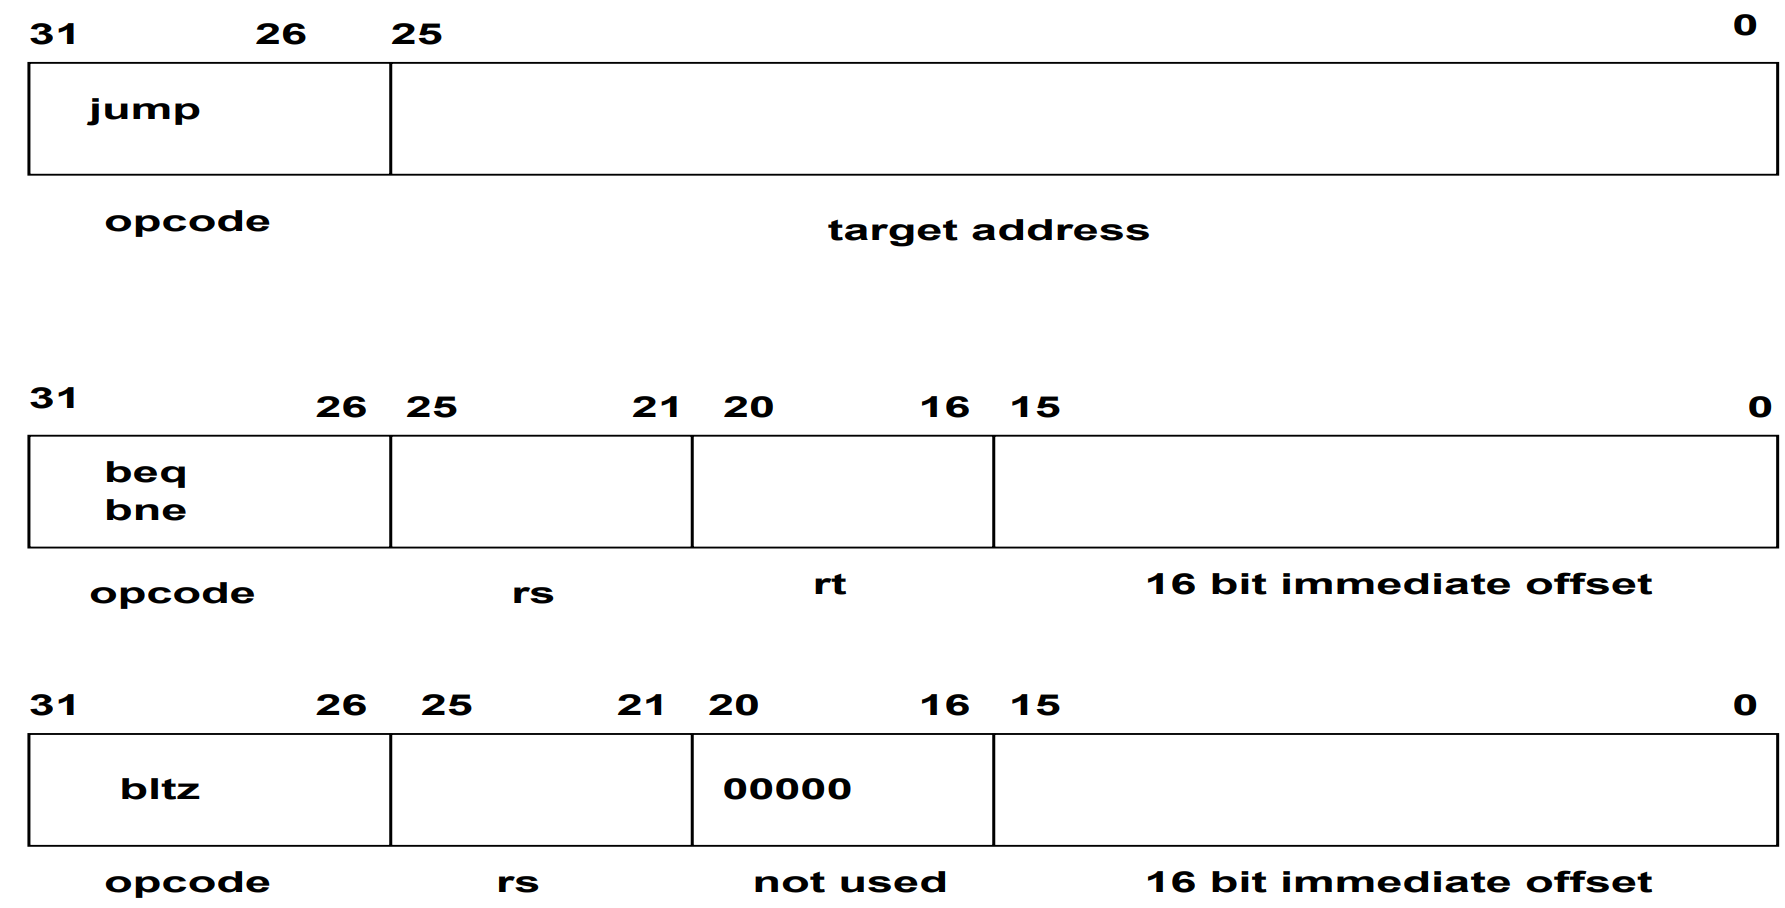 31 26 25 0
jump
opcode target address
31 26 25 21 20 16 15 0
beq
bne
opcode rs rt 16 bit immediate offset
31 26 25 21 20 16 15 0
bltz 00000
opcode rs not used 16 bit immediate offset